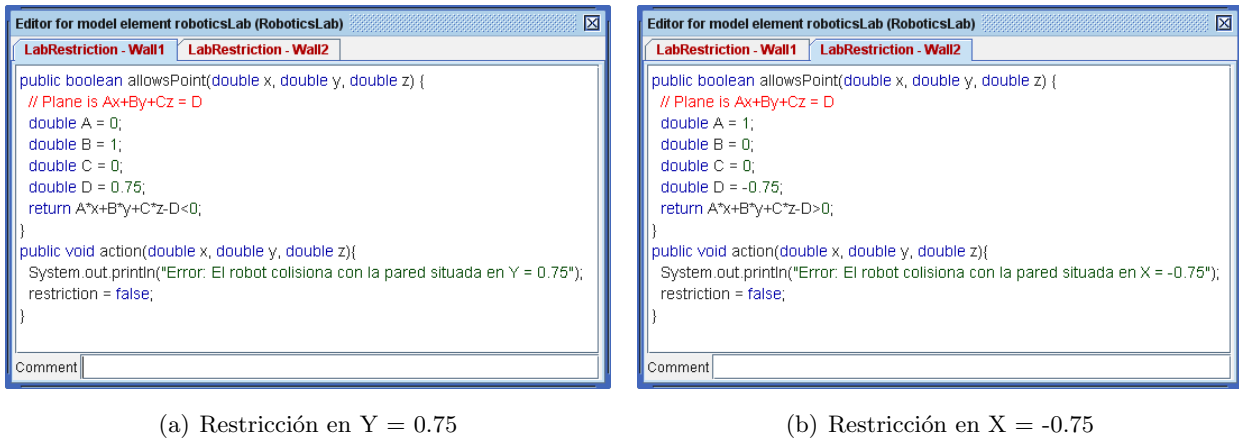 Editor for model element roboticsLab (RoboticsLab)
LabRestriction - Wall1 LabRestriction - Wall2
public boolean allowsPoint(double x, double y, double z) {
// Plane is Ax+By+Cz = D
double A = 0;
double B = 1;
double C = 0;
double D = 0.75;
return A*x+B*y+C*z-D<0;
}
public void action(double x, double y, double z){
System.out.println("Error: El robot colisiona con la pared situada en Y = 0.75");
restriction = false;
}
Comment
(a) Restricción en Y = 0.75
Editor for model element roboticsLab (RoboticsLab)
LabRestriction - Wall1 LabRestriction - Wall2
public boolean allowsPoint(double x, double y, double z) {
// Plane is Ax+By+Cz = D
double A = 1;
double B = 0;
double C = 0;
double D = -0.75;
return A*x+B*y+C*z-D>0;
}
public void action(double x, double y, double z){
System.out.println("Error: El robot colisiona con la pared situada en X = -0.75");
restriction = false;
}
Comment
(b) Restricción en X = -0.75